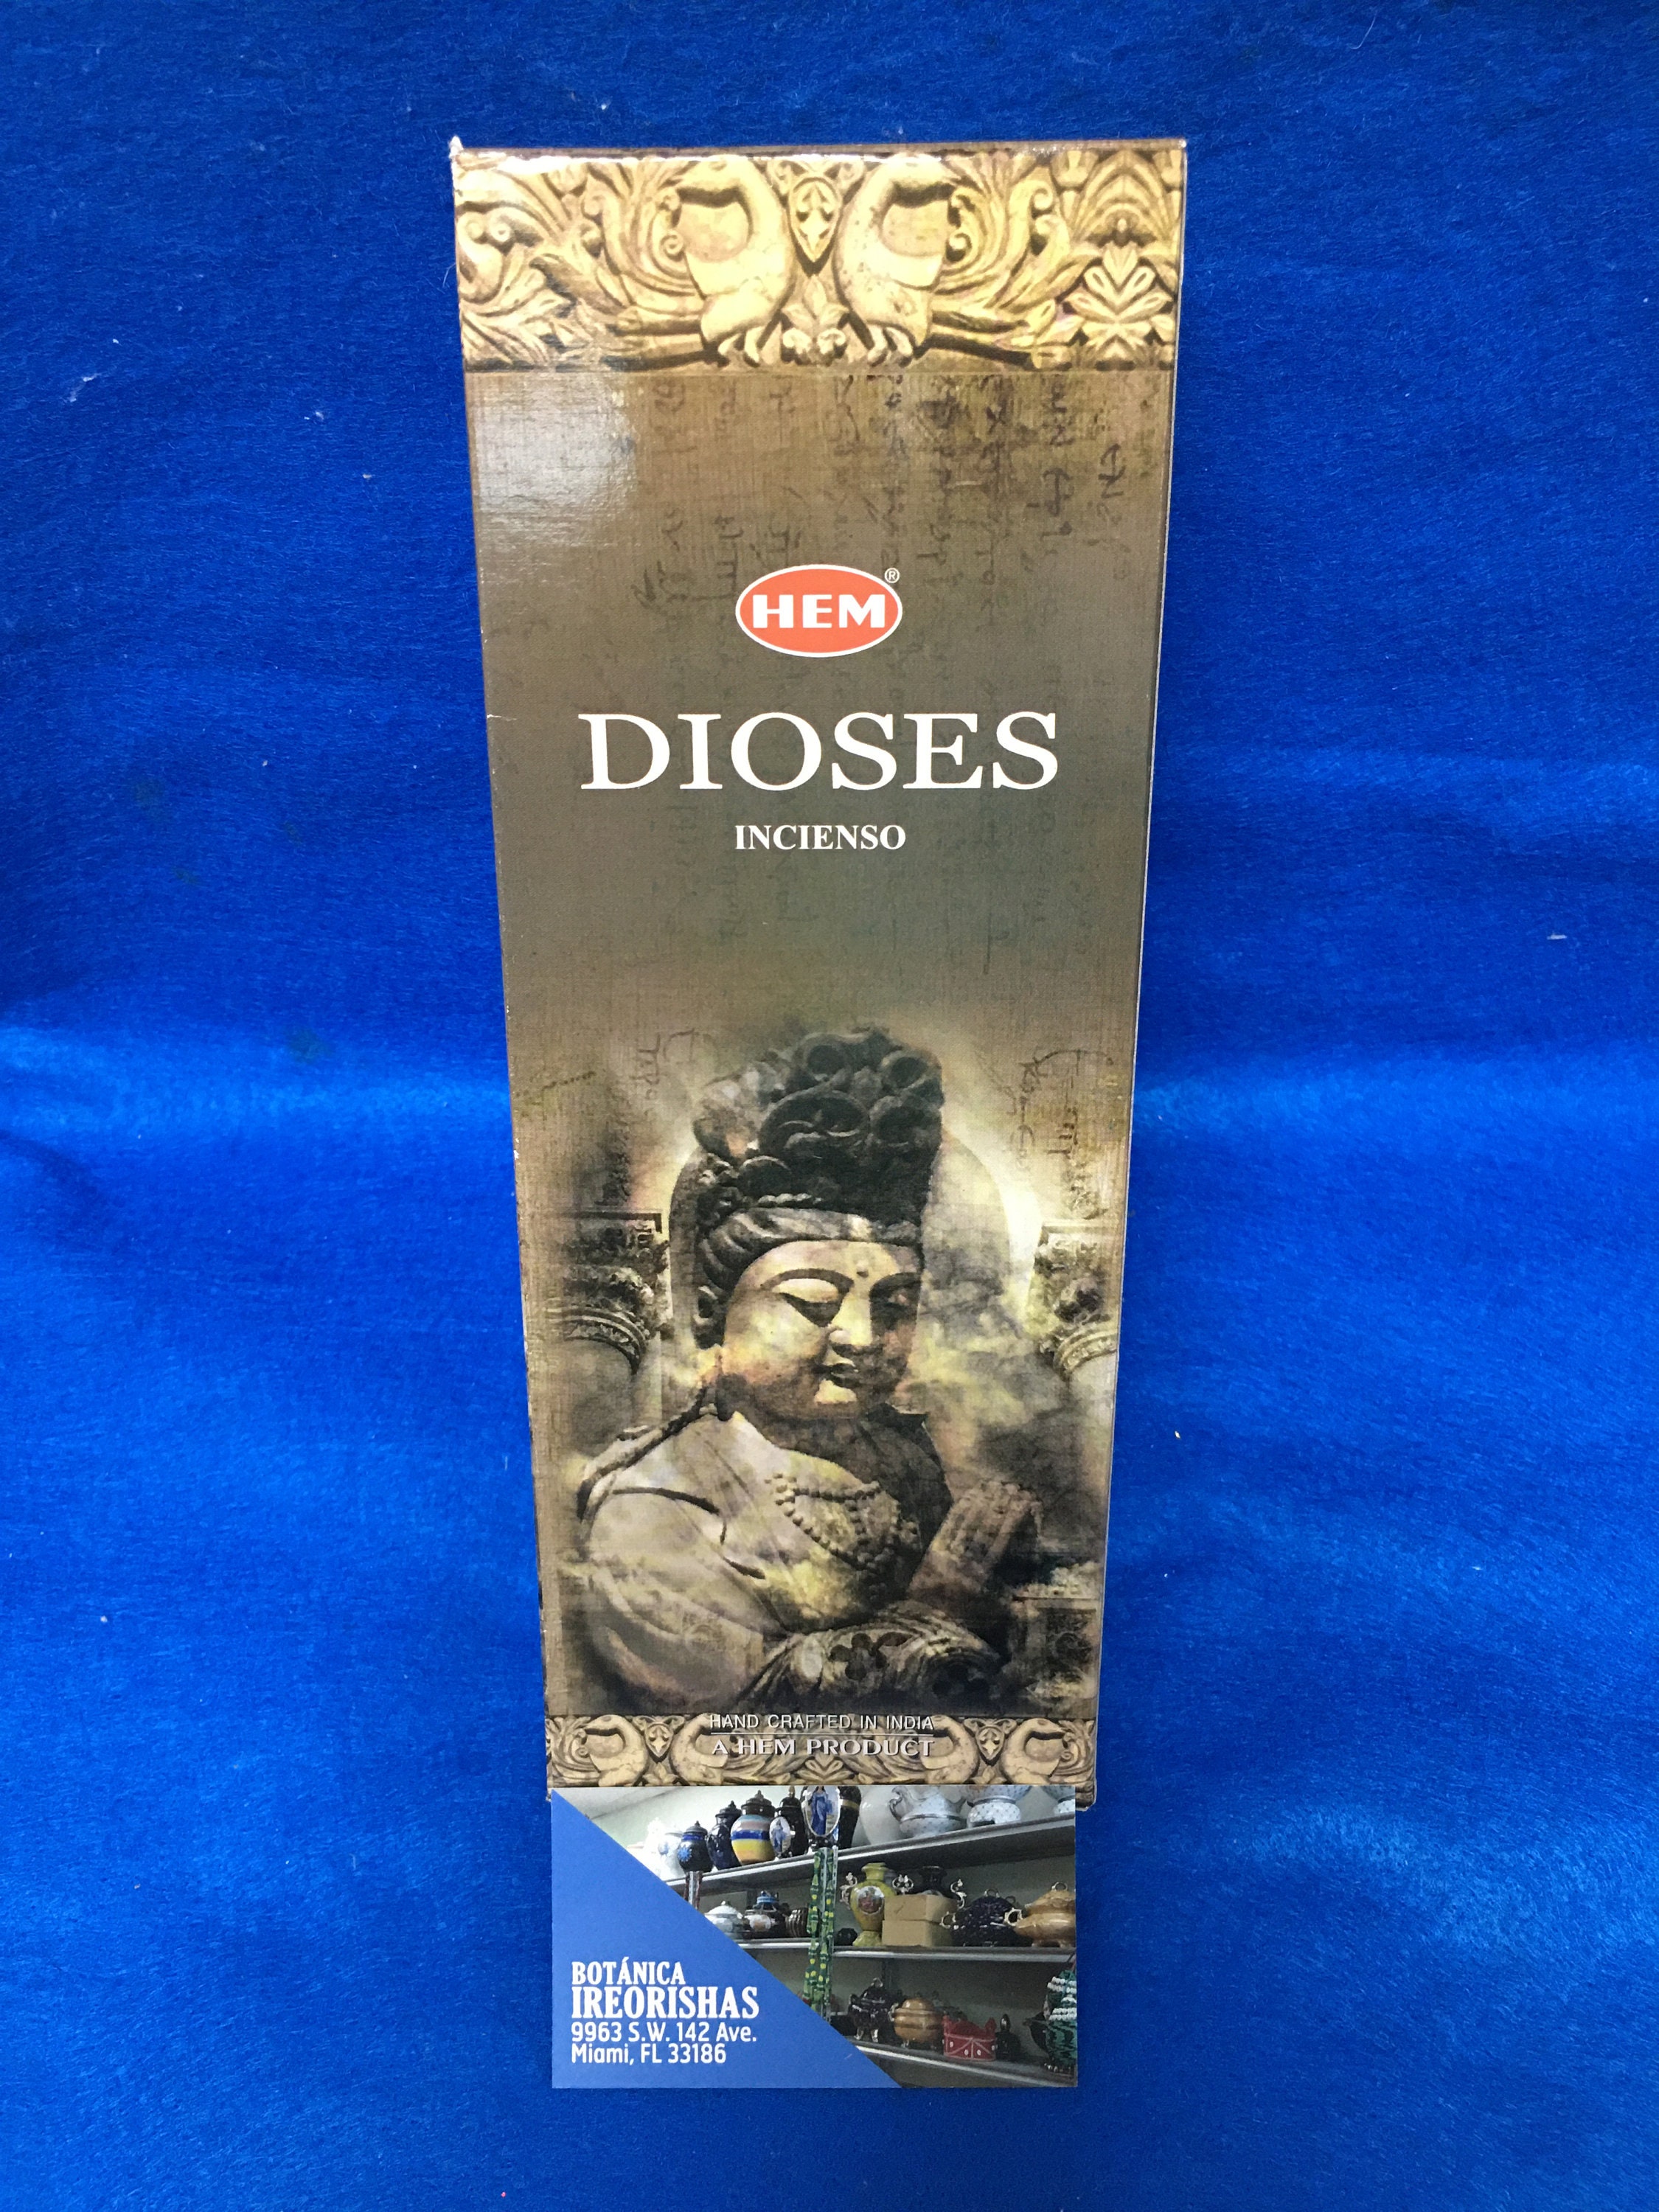 HEM®
DIOSES
INCIENSO
HAND CRAFTED IN INDIA
A HEM PRODUCT
BOTÁNICA
IREORISHAS
9963 S.W. 142 Ave.
Miami, FL 33186